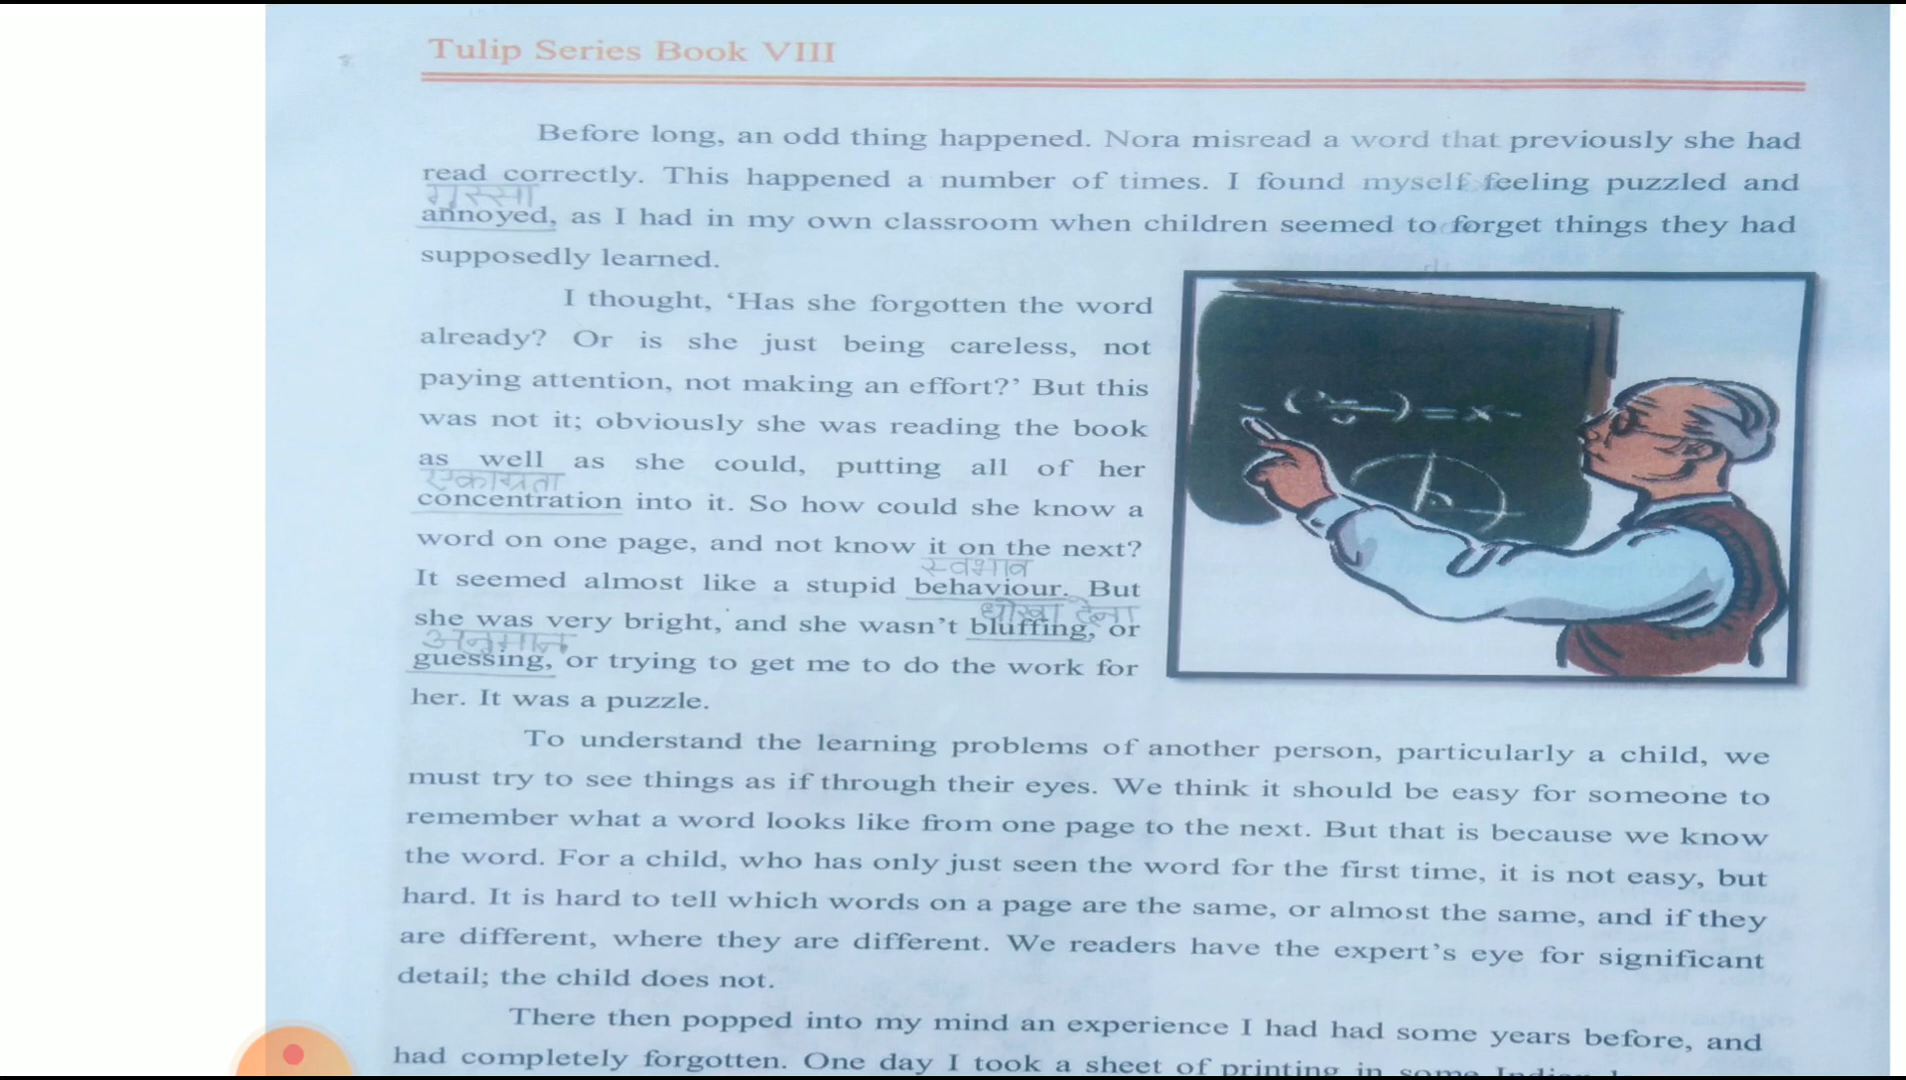 Tulip Series Book VIII
Before long, an odd thing happened. Nora misread a word that previously she had
read correctly. This happened a number of times. I found myself feeling puzzled and
गुस्सा
annoyed, as I had in my own classroom when children seemed to forget things they had
supposedly learned.
I thought, ‘Has she forgotten the word
already? Or is she just being careless, not
paying attention, not making an effort?’ But this
was not it; obviously she was reading the book
as well as she could, putting all of her
एकाग्रता
concentration into it. So how could she know a
word on one page, and not know it on the next?
स्वभाव
It seemed almost like a stupid behaviour. But
धोखा देना
she was very bright, and she wasn’t bluffing, or
अनुमान
guessing, or trying to get me to do the work for
her. It was a puzzle.
To understand the learning problems of another person, particularly a child, we
must try to see things as if through their eyes. We think it should be easy for someone to
remember what a word looks like from one page to the next. But that is because we know
the word. For a child, who has only just seen the word for the first time, it is not easy, but
hard. It is hard to tell which words on a page are the same, or almost the same, and if they
are different, where they are different. We readers have the expert’s eye for significant
detail; the child does not.
There then popped into my mind an experience I had had some years before, and
had completely forgotten. One day I took a sheet of printing in some